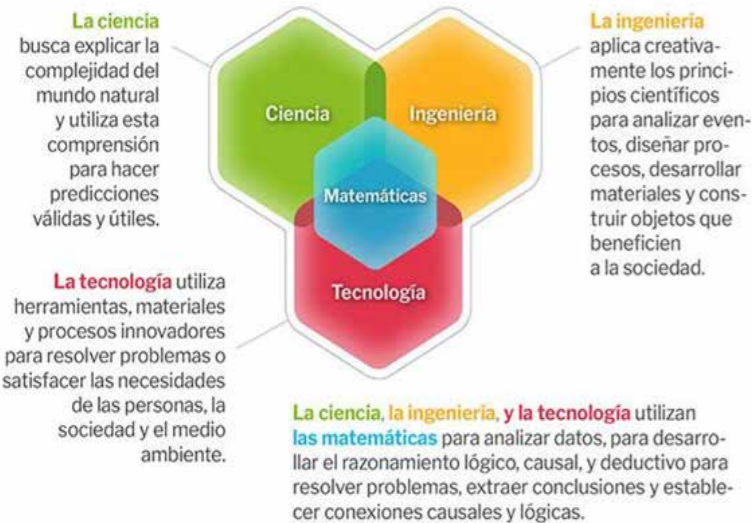 La ciencia
busca explicar la
complejidad del
mundo natural
y utiliza esta
comprensión
para hacer
predicciones
válidas y útiles.
La ingeniería
aplica creativa-
mente los princi-
pios científicos
para analizar even-
tos, diseñar pro-
cesos, desarrollar
materiales y cons-
truir objetos que
beneficien
a la sociedad.
Ciencia
Ingeniería
Matemáticas
Tecnología
La tecnología utiliza
herramientas, materiales
y procesos innovadores
para resolver problemas o
satisfacer las necesidades
de las personas, la
sociedad y el medio
ambiente.
La ciencia, la ingeniería, y la tecnología utilizan
las matemáticas para analizar datos, para desarro-
llar el razonamiento lógico, causal, y deductivo para
resolver problemas, extraer conclusiones y estable-
cer conexiones causales y lógicas.